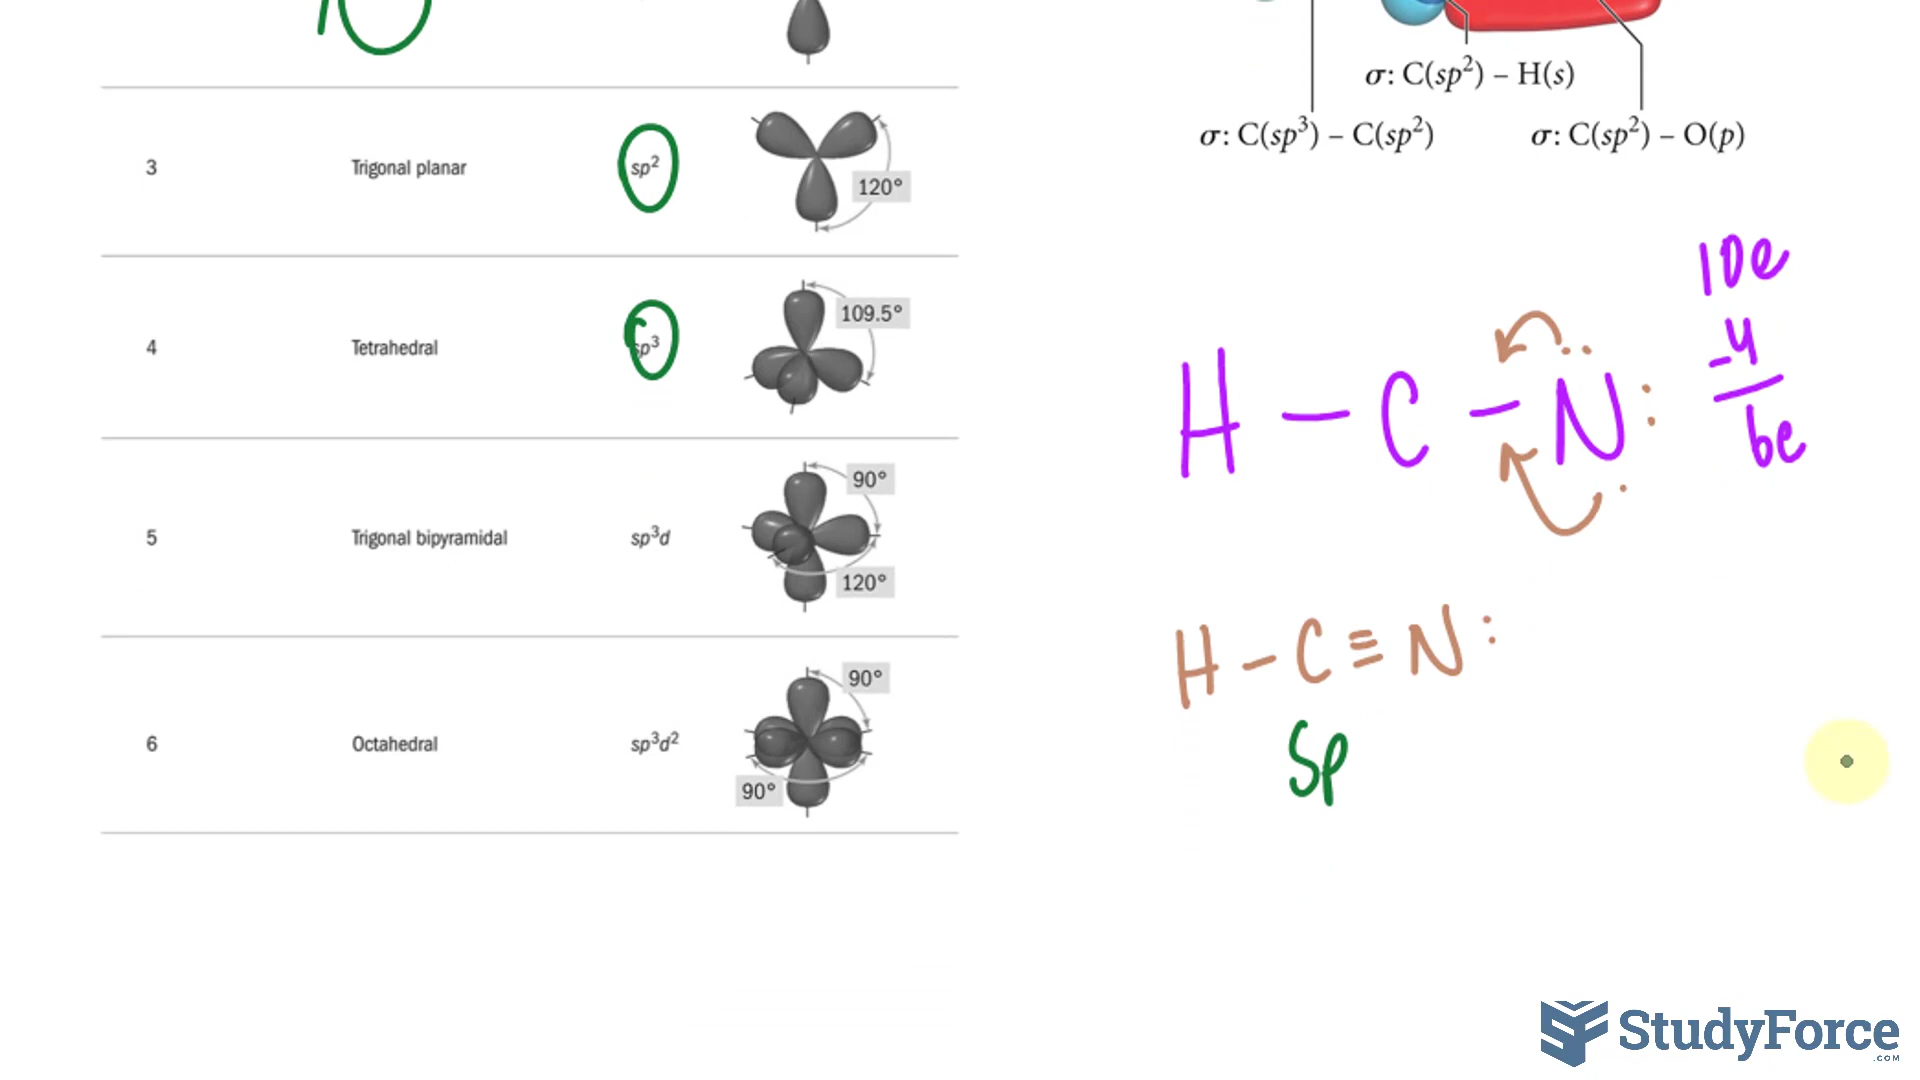 σ: C(sp²) – H(s)
σ: C(sp³) – C(sp²) σ: C(sp²) – O(p)
3 Trigonal planar sp² 120°
4 Tetrahedral sp³ 109.5°
5 Trigonal bipyramidal sp³d 90° 120°
6 Octahedral sp³d² 90° 90°
10e
-4
6e
H – C – N:
H – C ≡ N:
Sp
StudyForce
.COM